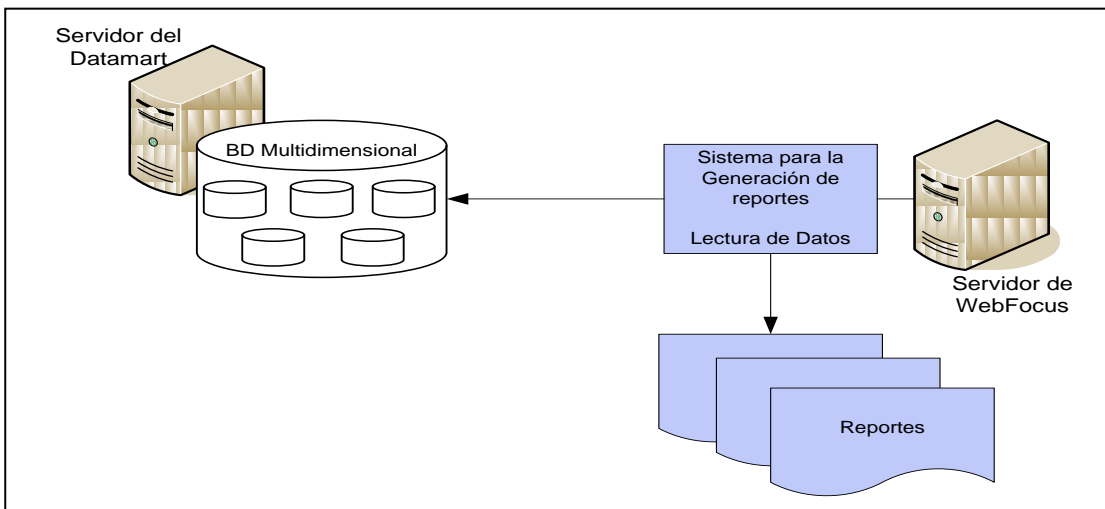 Servidor del
Datamart
BD Multidimensional
Sistema para la
Generación de
reportes
Lectura de Datos
Servidor de
WebFocus
Reportes